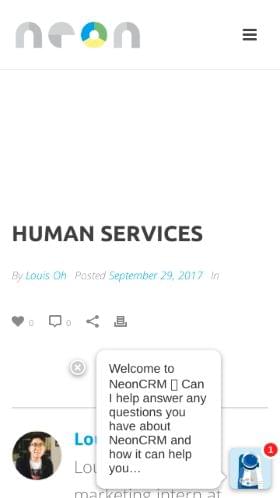 neon
HUMAN SERVICES
By Louis Oh Posted September 29, 2017 In
0 0
Welcome to
NeonCRM ▯ Can
I help answer any
questions you
have about
NeonCRM and
how it can help
you...
1
Lou
Lou
marketing intern at